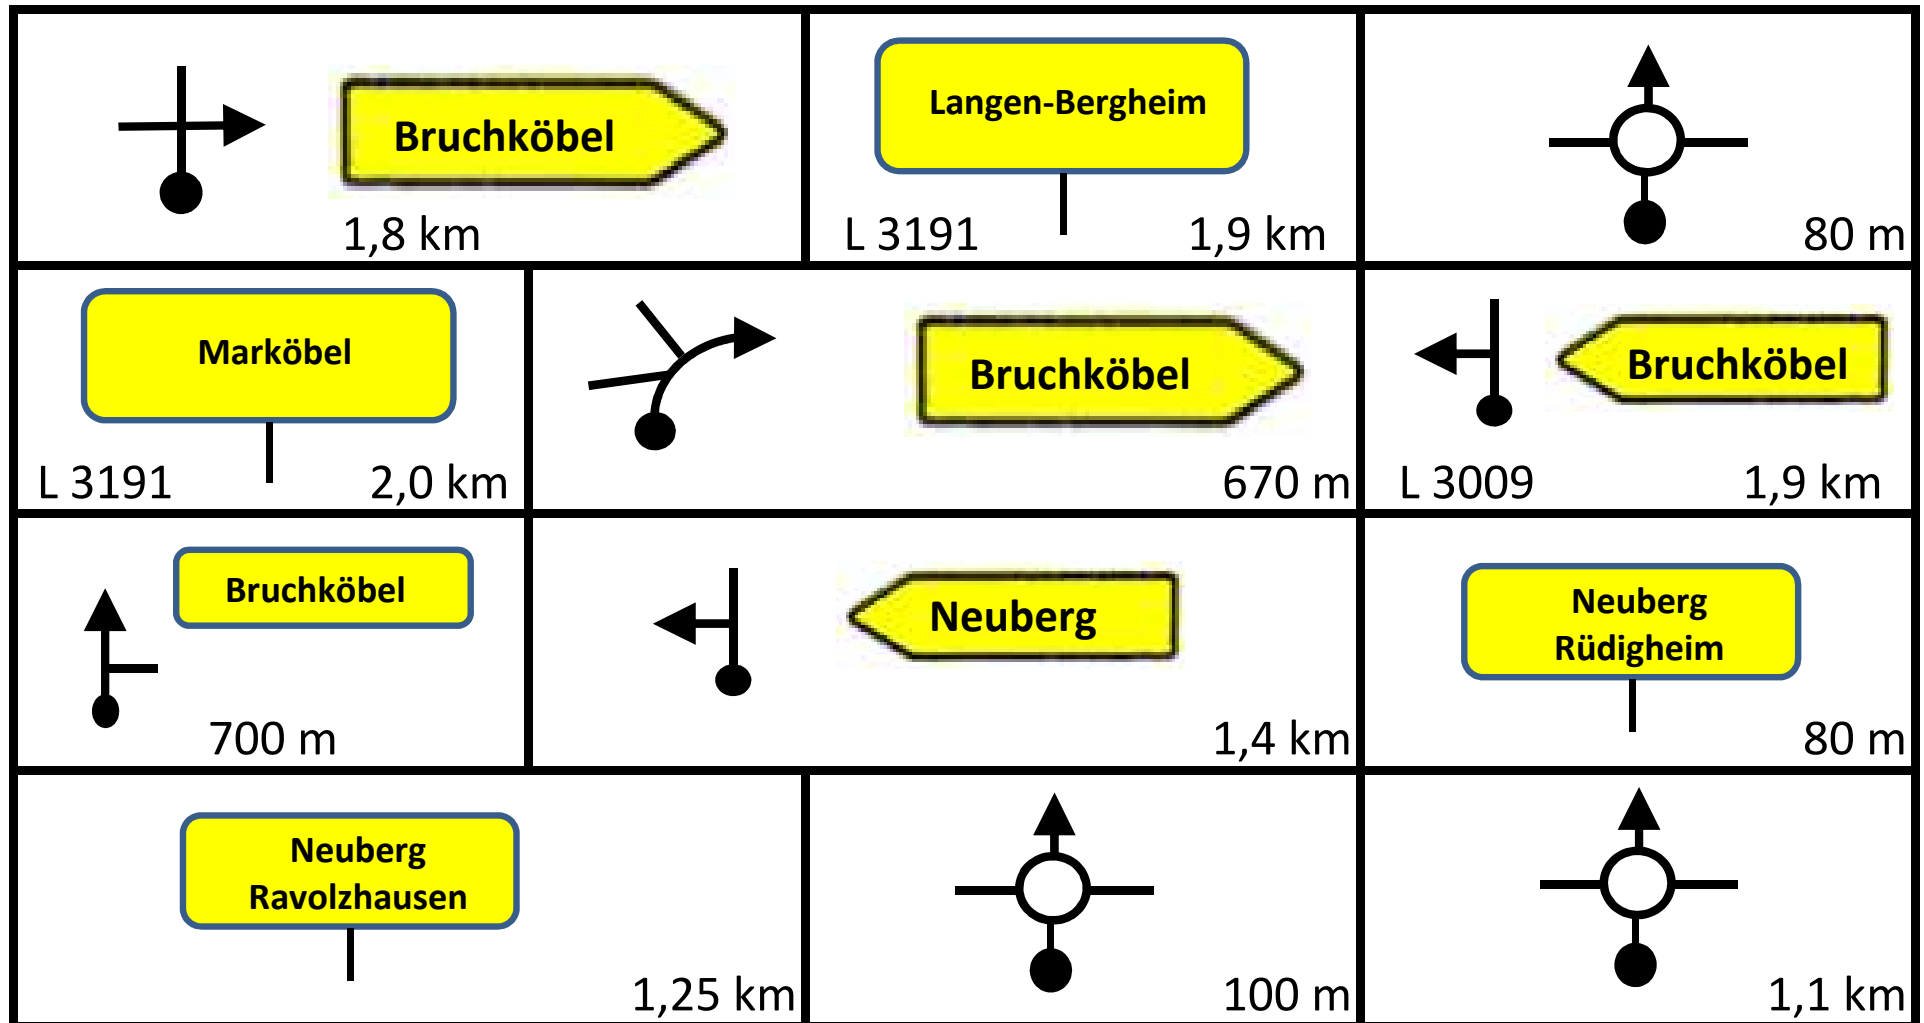 Bruchköbel
1,8 km
Langen-Bergheim
L 3191 1,9 km
80 m
Marköbel
L 3191 2,0 km
Bruchköbel
670 m
Bruchköbel
L 3009 1,9 km
Bruchköbel
700 m
Neuberg
1,4 km
Neuberg
Rüdigheim
80 m
Neuberg
Ravolzhausen
1,25 km
100 m
1,1 km